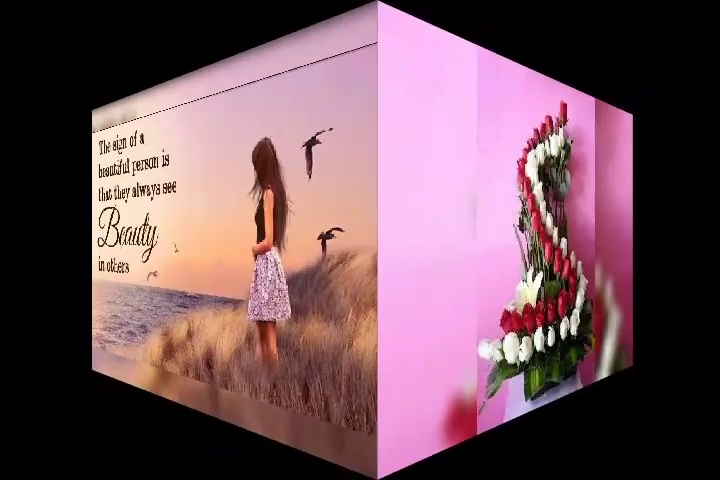 The sign of a
beautiful person is
that they always see
Beauty
in others